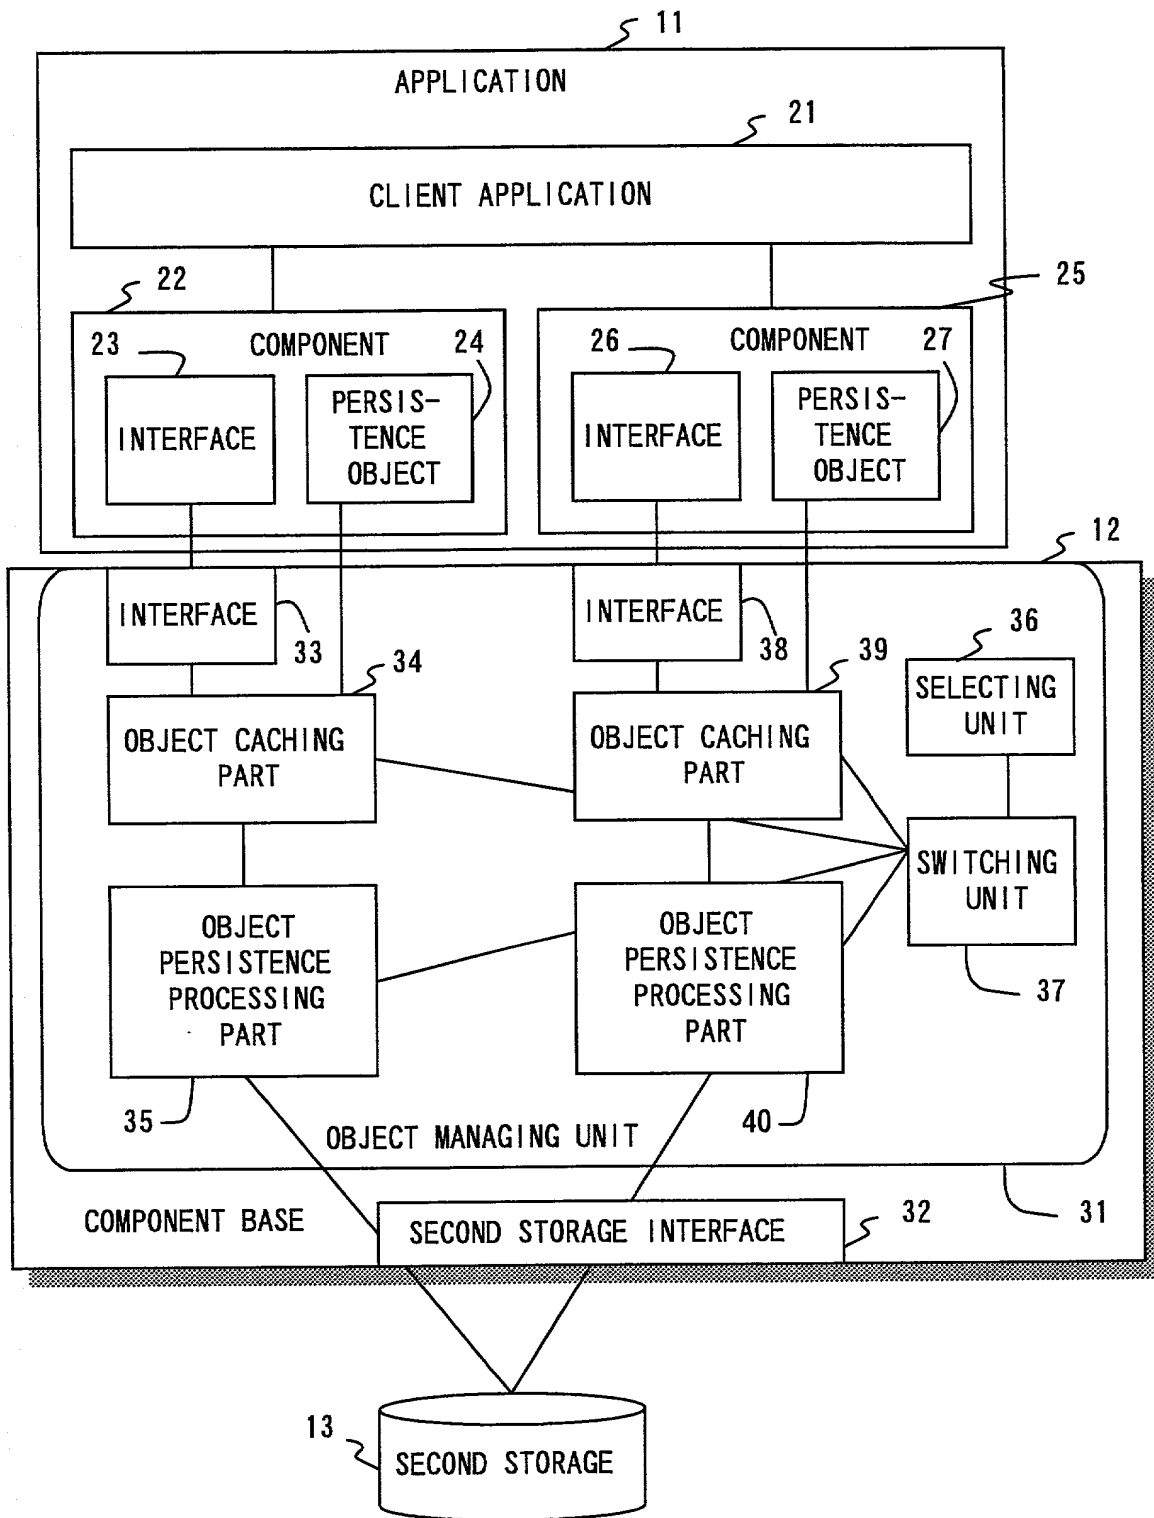 11
APPLICATION
21
CLIENT APPLICATION
22
25
23
COMPONENT
24
26
COMPONENT
27
INTERFACE
PERSIS-
TENCE
OBJECT
INTERFACE
PERSIS-
TENCE
OBJECT
12
INTERFACE
33
INTERFACE
38
34
39
36
SELECTING
UNIT
OBJECT CACHING
PART
OBJECT CACHING
PART
SWITCHING
UNIT
37
OBJECT
PERSISTENCE
PROCESSING
PART
OBJECT
PERSISTENCE
PROCESSING
PART
35
40
OBJECT MANAGING UNIT
31
COMPONENT BASE
SECOND STORAGE INTERFACE
32
13
SECOND STORAGE